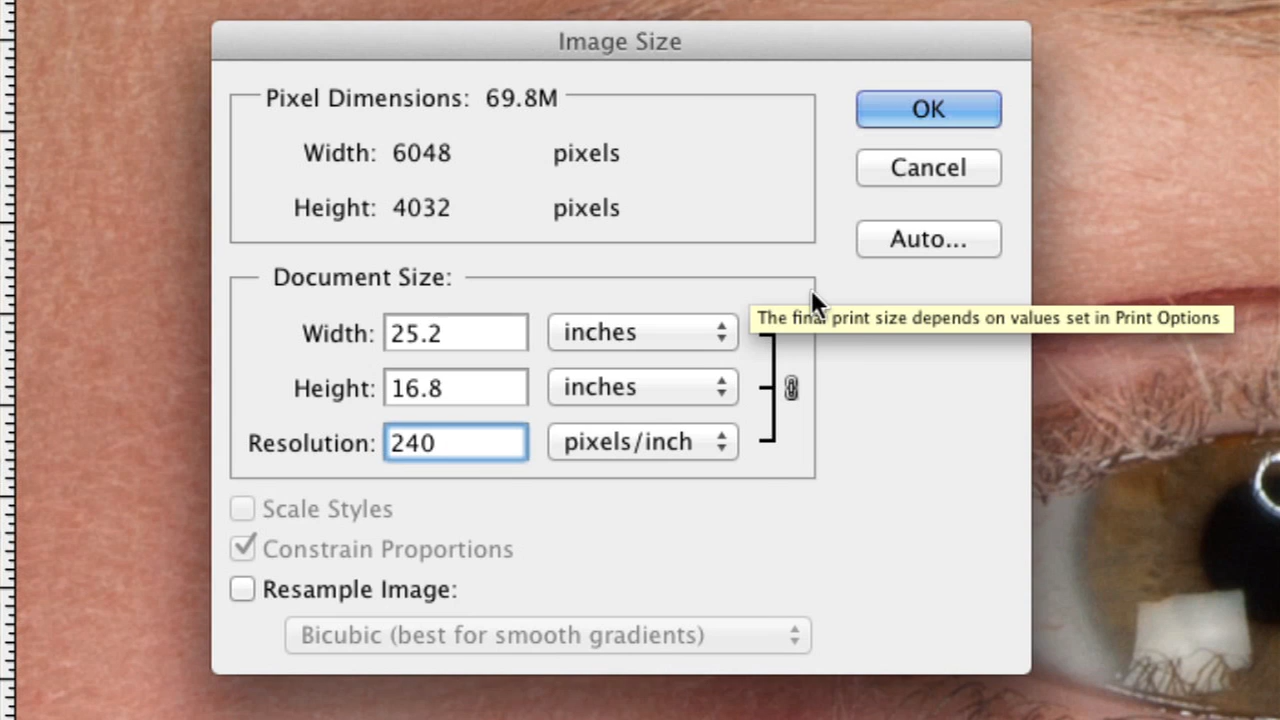 Image Size
Pixel Dimensions: 69.8M
Width: 6048 pixels
Height: 4032 pixels
OK
Cancel
Auto...
Document Size:
Width: 25.2 inches
Height: 16.8 inches
Resolution: 240 pixels/inch
The final print size depends on values set in Print Options
Scale Styles
Constrain Proportions
Resample Image:
Bicubic (best for smooth gradients)